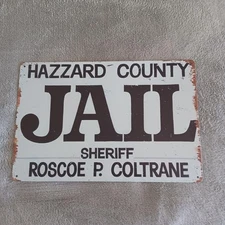 HAZZARD COUNTY
JAIL
SHERIFF
ROSCOE P. COLTRANE